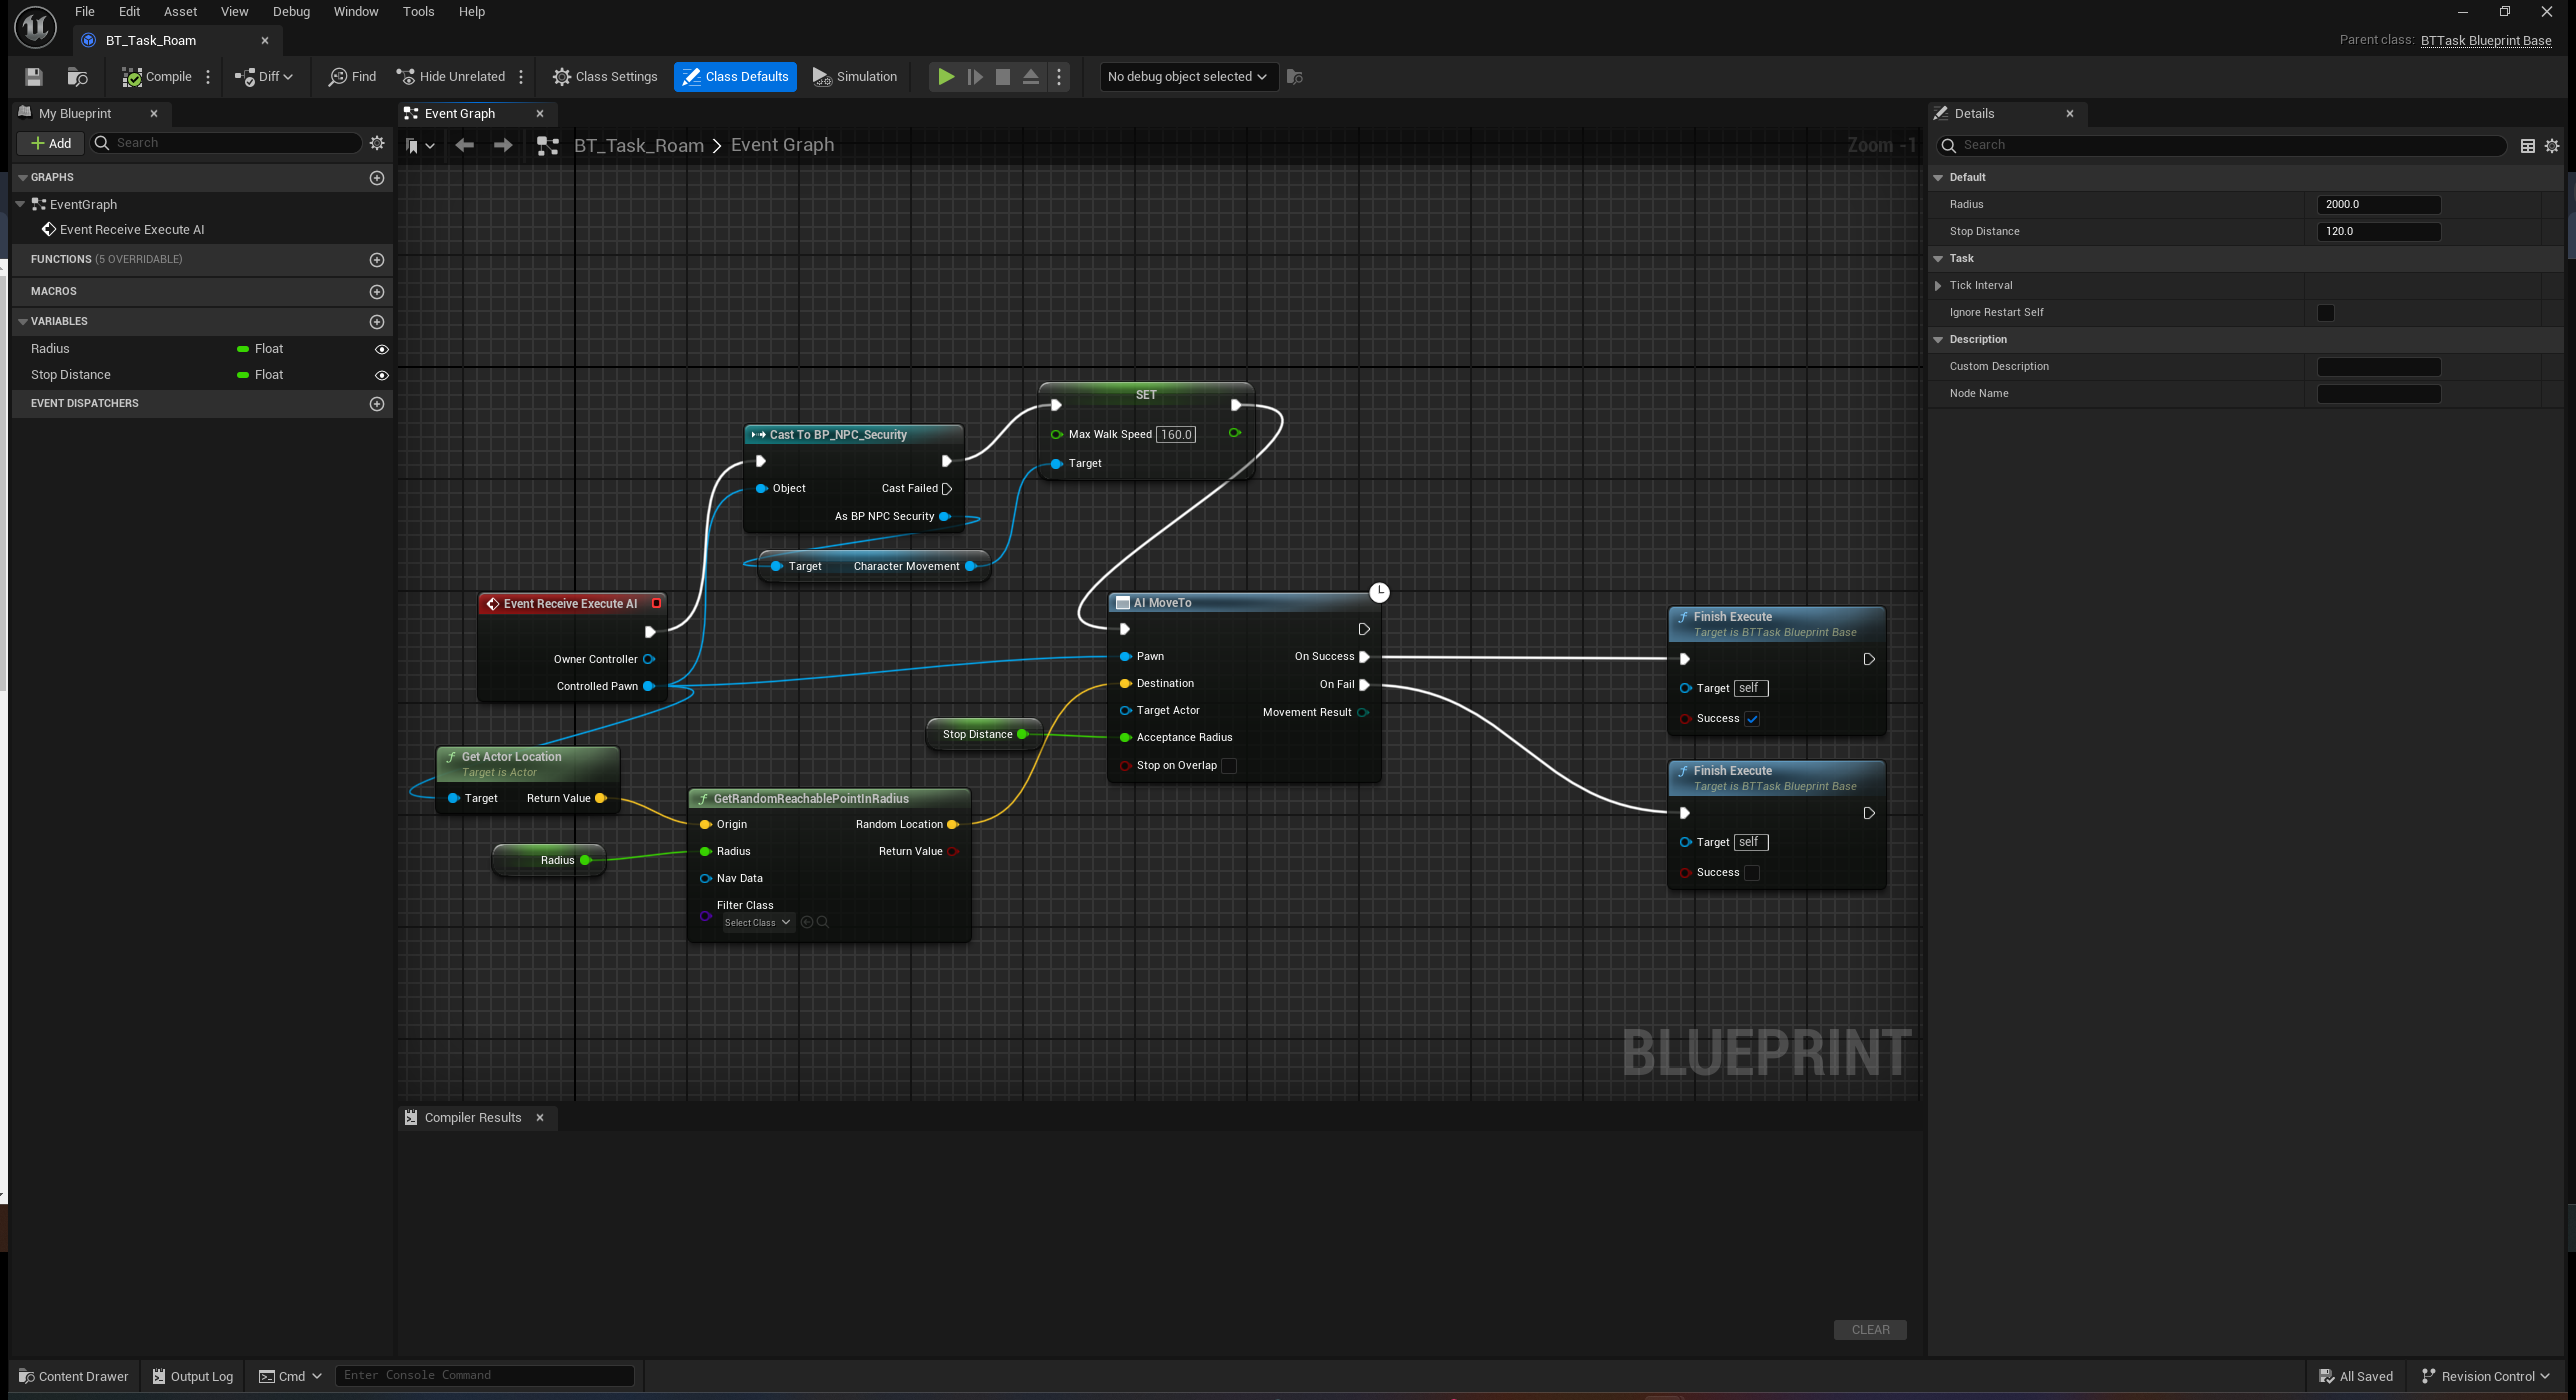 File Edit Asset View Debug Window Tools Help
BT_Task_Roam
Parent class: BTTask Blueprint Base
Compile Diff Find Hide Unrelated Class Settings Class Defaults Simulation No debug object selected
My Blueprint
Add Search
GRAPHS
EventGraph
Event Receive Execute AI
FUNCTIONS (5 OVERRIDABLE)
MACROS
VARIABLES
Radius Float
Stop Distance Float
EVENT DISPATCHERS
Event Graph
BT_Task_Roam > Event Graph
Zoom -1
SET
Max Walk Speed 160.0
Target
Cast To BP_NPC_Security
Object Cast Failed
As BP NPC Security
Target Character Movement
Event Receive Execute AI
Owner Controller
Controlled Pawn
Get Actor Location
Target is Actor
Target Return Value
Radius
GetRandomReachablePointInRadius
Origin Random Location
Radius Return Value
Nav Data
Filter Class
Select Class
Stop Distance
AI MoveTo
Pawn On Success
Destination On Fail
Target Actor Movement Result
Acceptance Radius
Stop on Overlap
Finish Execute
Target is BTTask Blueprint Base
Target self
Success
Finish Execute
Target is BTTask Blueprint Base
Target self
Success
BLUEPRINT
Compiler Results
CLEAR
Details
Search
Default
Radius 2000.0
Stop Distance 120.0
Task
Tick Interval
Ignore Restart Self
Description
Custom Description
Node Name
Content Drawer Output Log Cmd Enter Console Command All Saved Revision Control